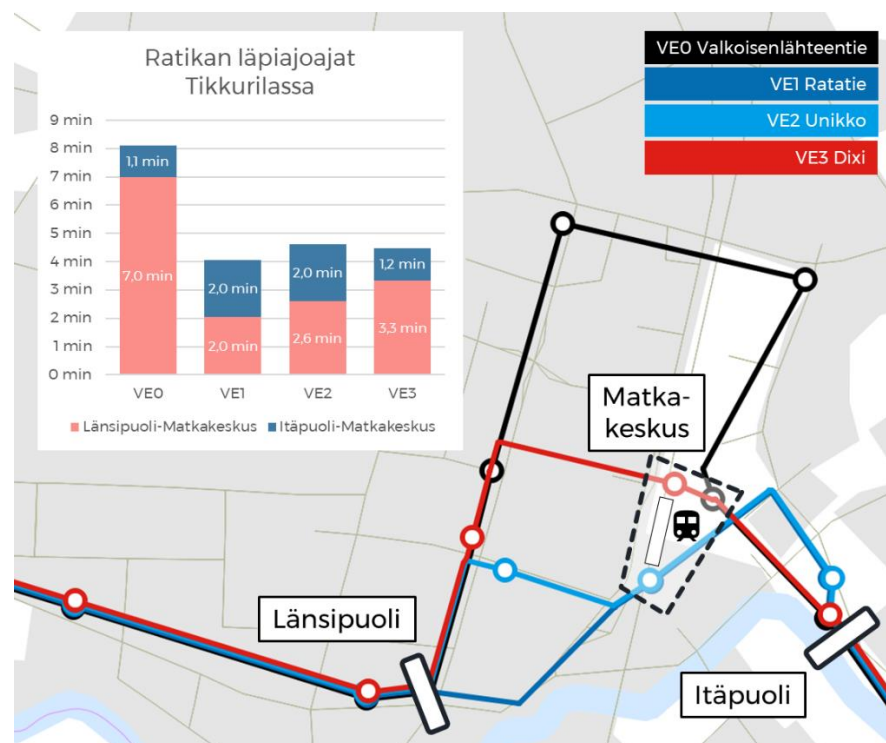 Ratikan läpiajoajat
Tikkurilassa
9 min
8 min
7 min
6 min
5 min
4 min
3 min
2 min
1 min
0 min
1,1 min
7,0 min
2,0 min
2,0 min
2,0 min
2,6 min
1,2 min
3,3 min
VE0
VE1
VE2
VE3
Länsipuoli-Matkakeskus
Itäpuoli-Matkakeskus
VE0 Valkoisenlähteentie
VE1 Ratatie
VE2 Unikko
VE3 Dixi
Matka-
keskus
Länsipuoli
Itäpuoli